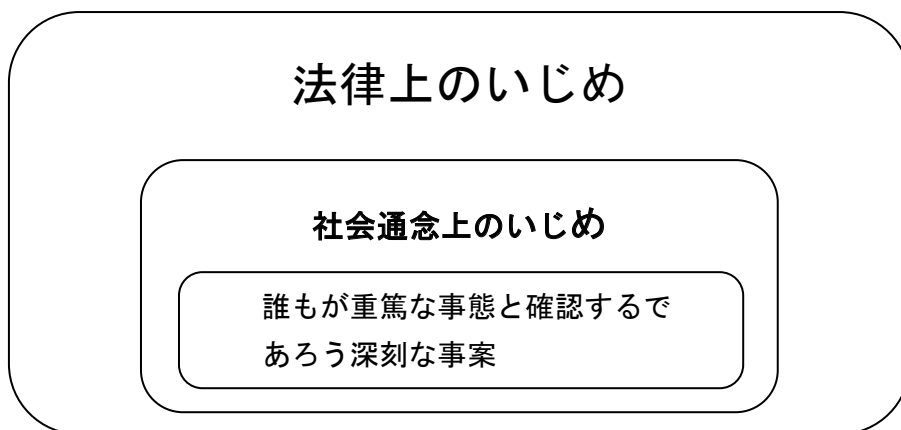 法律上のいじめ
社会通念上のいじめ
誰もが重篤な事態と確認するで
あろう深刻な事案